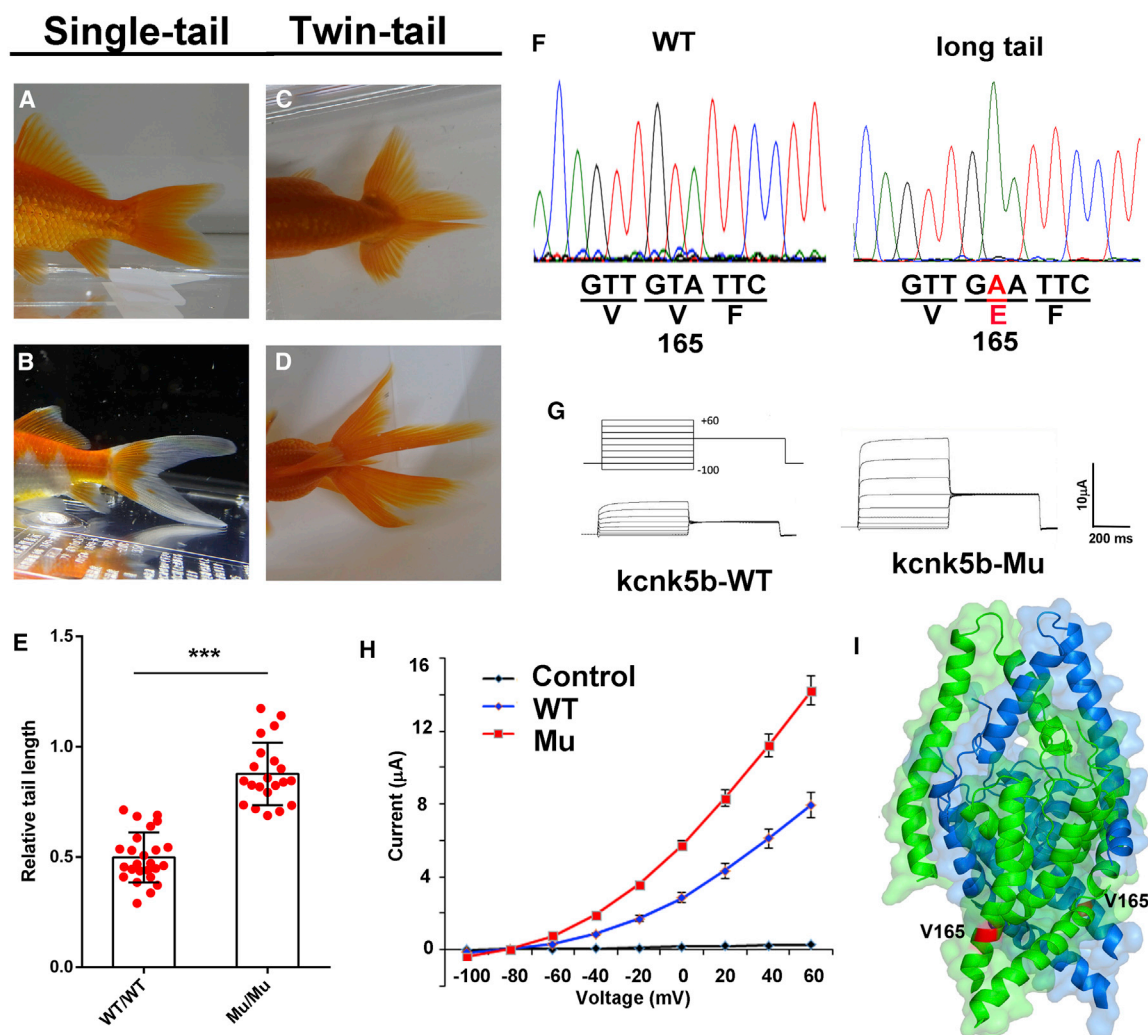 Single-tail Twin-tail
A
C
B
D
E
Relative tail length
1.5
1.0
0.5
0.0
***
WT/WT
Mu/Mu
F
WT
long tail
GTT GTA TTC
V V F
165
GTT GAA TTC
V E F
165
G
+60
-100
kcnk5b-WT
kcnk5b-Mu
10μA
200 ms
H
Control
WT
Mu
Current (μA)
16
12
8
4
0
-100 -80 -60 -40 -20 0 20 40 60
Voltage (mV)
I
V165
V165